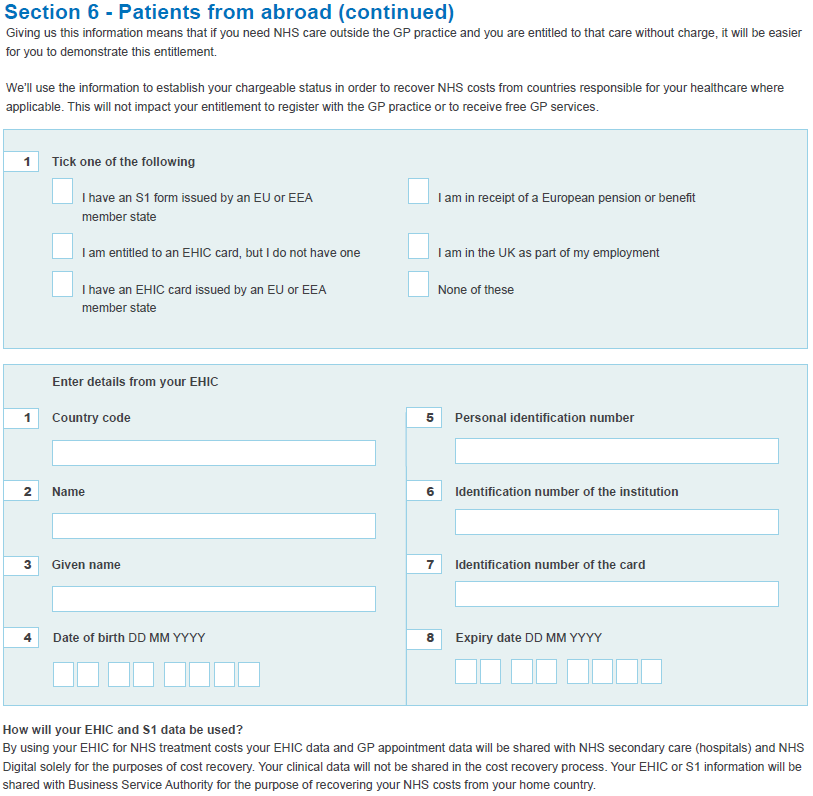 Section 6 - Patients from abroad (continued)
Giving us this information means that if you need NHS care outside the GP practice and you are entitled to that care without charge, it will be easier
for you to demonstrate this entitlement.
We'll use the information to establish your chargeable status in order to recover NHS costs from countries responsible for your healthcare where
applicable. This will not impact your entitlement to register with the GP practice or to receive free GP services.
1 Tick one of the following
I have an S1 form issued by an EU or EEA
member state
I am in receipt of a European pension or benefit
I am entitled to an EHIC card, but I do not have one
I am in the UK as part of my employment
I have an EHIC card issued by an EU or EEA
member state
None of these
Enter details from your EHIC
1 Country code
2 Name
3 Given name
4 Date of birth DD MM YYYY
5 Personal identification number
6 Identification number of the institution
7 Identification number of the card
8 Expiry date DD MM YYYY
How will your EHIC and S1 data be used?
By using your EHIC for NHS treatment costs your EHIC data and GP appointment data will be shared with NHS secondary care (hospitals) and NHS
Digital solely for the purposes of cost recovery. Your clinical data will not be shared in the cost recovery process. Your EHIC or S1 information will be
shared with Business Service Authority for the purpose of recovering your NHS costs from your home country.